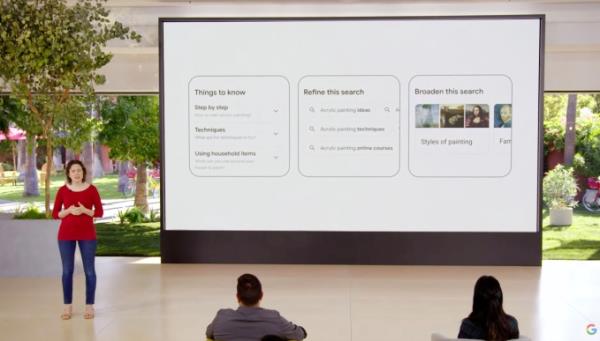 Things to know
Step by step
Techniques
Using household items
Refine this search
Acrylic painting ideas
Acrylic painting techniques
Acrylic painting online courses
Broaden this search
Styles of painting
Fam
G